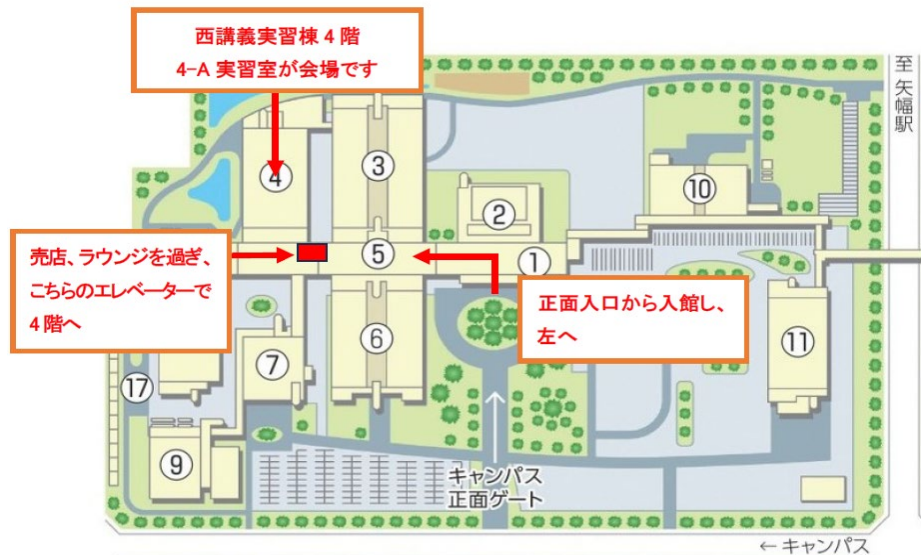 西講義実習棟 4 階
4-A 実習室が会場です
至 矢幅駅
③
④
⑩
②
売店、ラウンジを過ぎ、
こちらのエレベーターで
4 階へ
⑤
①
正面入口から入館し、
左へ
⑥
⑦
⑪
⑰
⑨
キャンパス
正面ゲート
← キャンパス